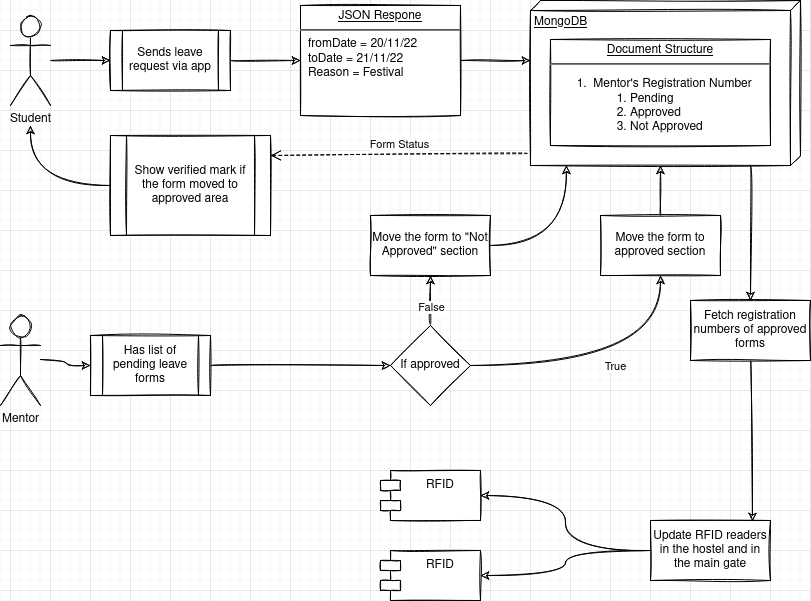 JSON Respone
MongoDB
fromDate = 20/11/22
toDate = 21/11/22
Reason = Festival
Sends leave
request via app
Document Structure
1. Mentor's Registration Number
1. Pending
2. Approved
3. Not Approved
Student
Form Status
Show verified mark if
the form moved to
approved area
Move the form to "Not
Approved" section
Move the form to
approved section
False
Fetch registration
numbers of approved
forms
Has list of
pending leave
forms
If approved
True
Mentor
RFID
Update RFID readers
in the hostel and in
the main gate
RFID